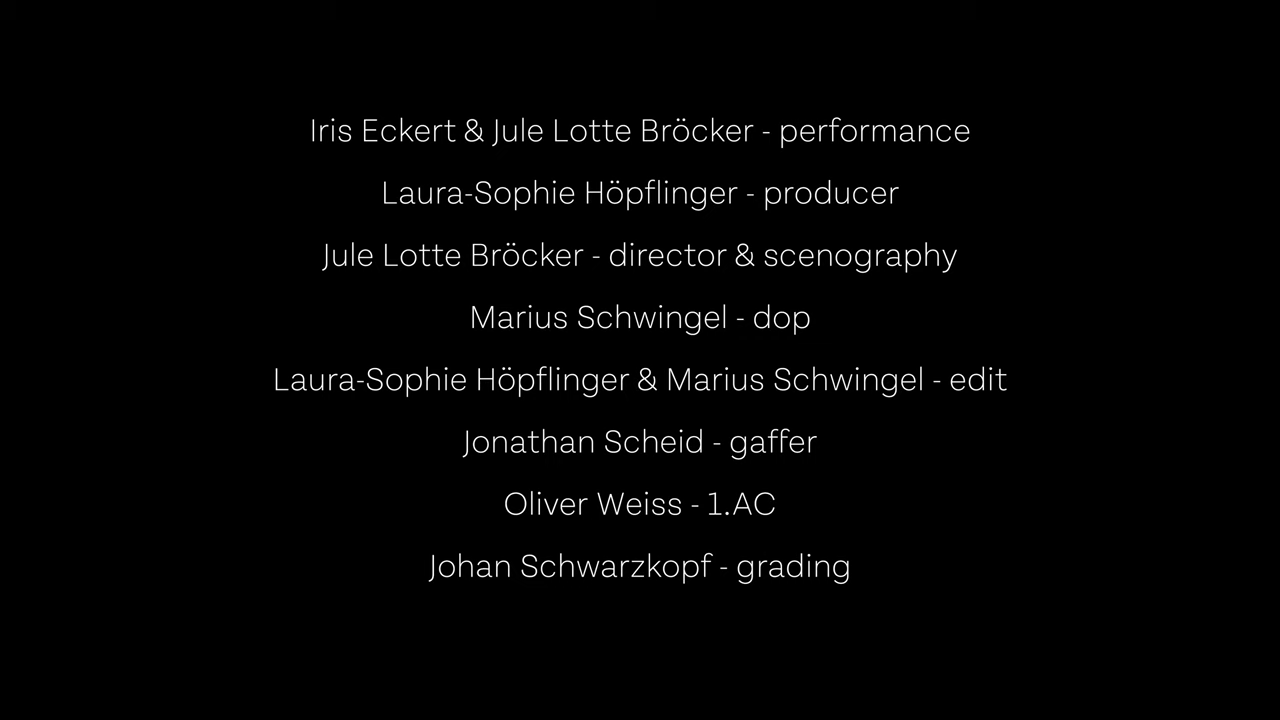 Iris Eckert & Jule Lotte Bröcker - performance
Laura-Sophie Höpflinger - producer
Jule Lotte Bröcker - director & scenography
Marius Schwingel - dop
Laura-Sophie Höpflinger & Marius Schwingel - edit
Jonathan Scheid - gaffer
Oliver Weiss - 1.AC
Johan Schwarzkopf - grading